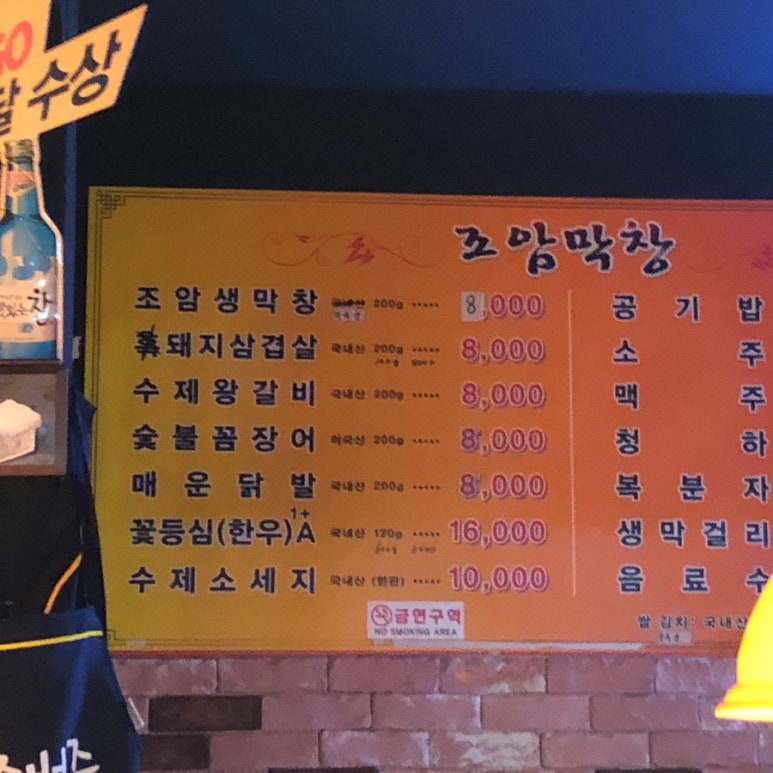 수상
조암막창
조암생막창 200g ····· 8,000
돼지삼겹살 국내산 200g ····· 8,000
수제왕갈비 국내산 200g ····· 8,000
숯불꼼장어 200g ····· 8,000
매운닭발 국내산 200g ····· 8,000
꽃등심(한우)1+A 국내산 120g ····· 16,000
수제소세지 국내산 (한판) ····· 10,000
공기밥
소주
맥주
청하
복분자
생막걸리
음료수
쌀 김치: 국내산
금연구역
NO SMOKING AREA